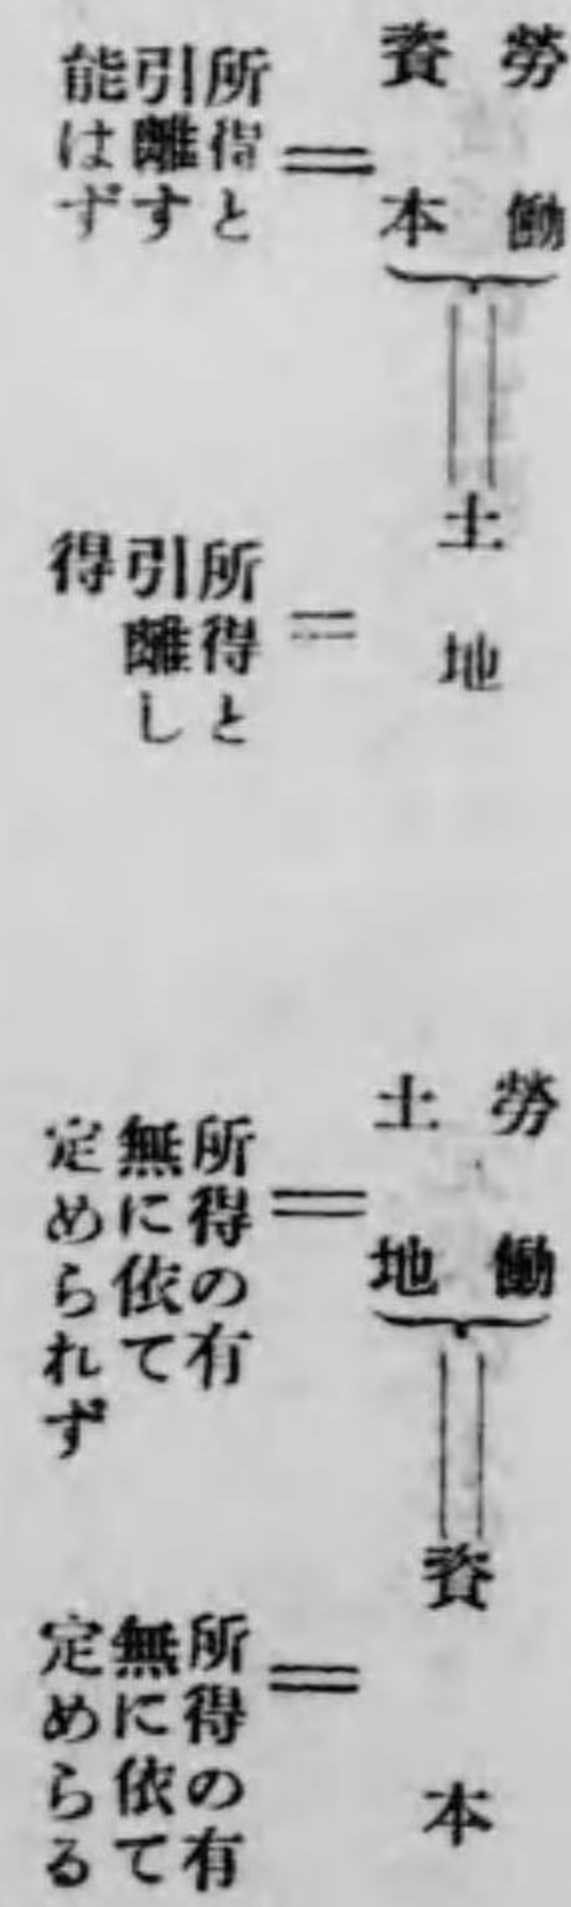 勞働
資本
土地
所得と
引離す
能はず
所得と
引離し
得
勞働
土地
資本
所得の有
無に依て
定められず
所得の有
無に依て
定めらる